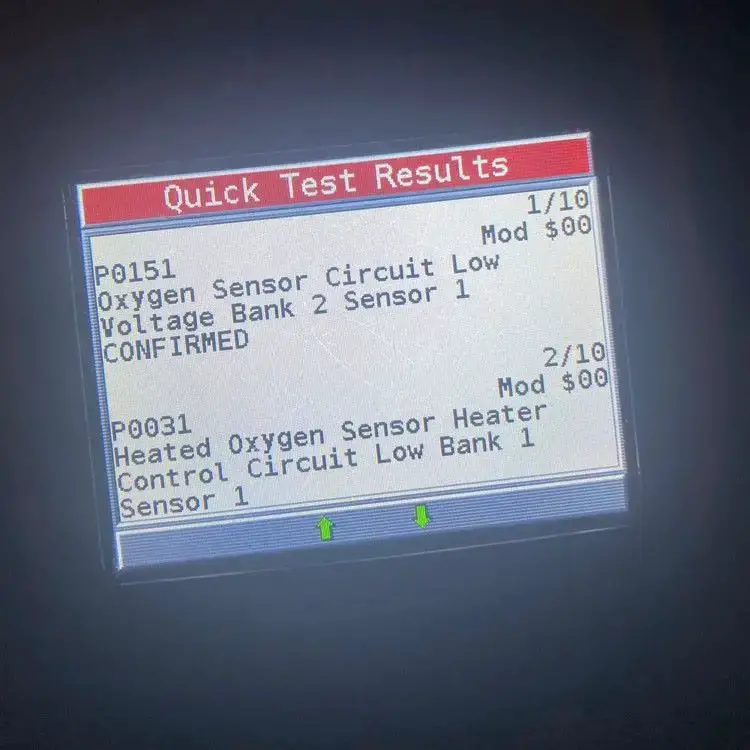 Quick Test Results
1/10
Mod $00
P0151
Oxygen Sensor Circuit Low
Voltage Bank 2 Sensor 1
CONFIRMED
2/10
Mod $00
P0031
Heated Oxygen Sensor Heater
Control Circuit Low Bank 1
Sensor 1